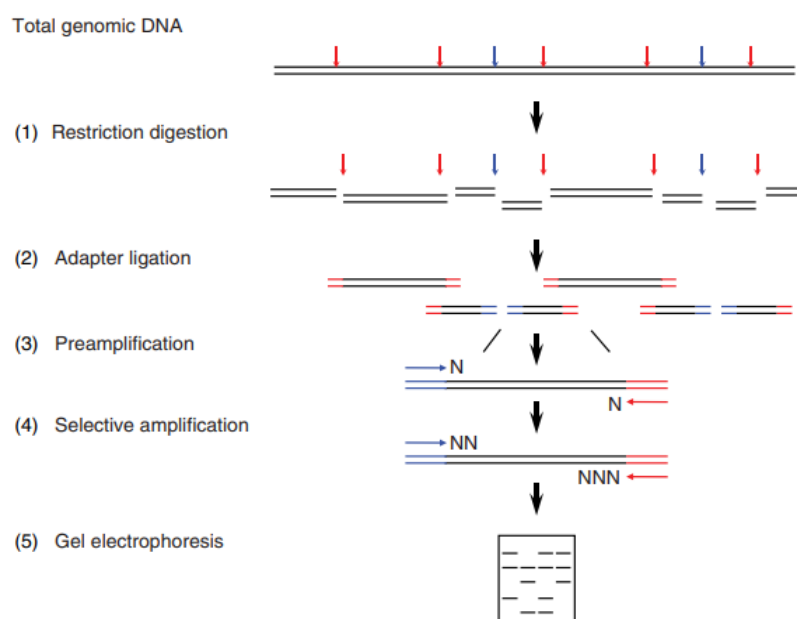 Total genomic DNA
(1) Restriction digestion
(2) Adapter ligation
(3) Preamplification
N
N
(4) Selective amplification
NN
NNN
(5) Gel electrophoresis